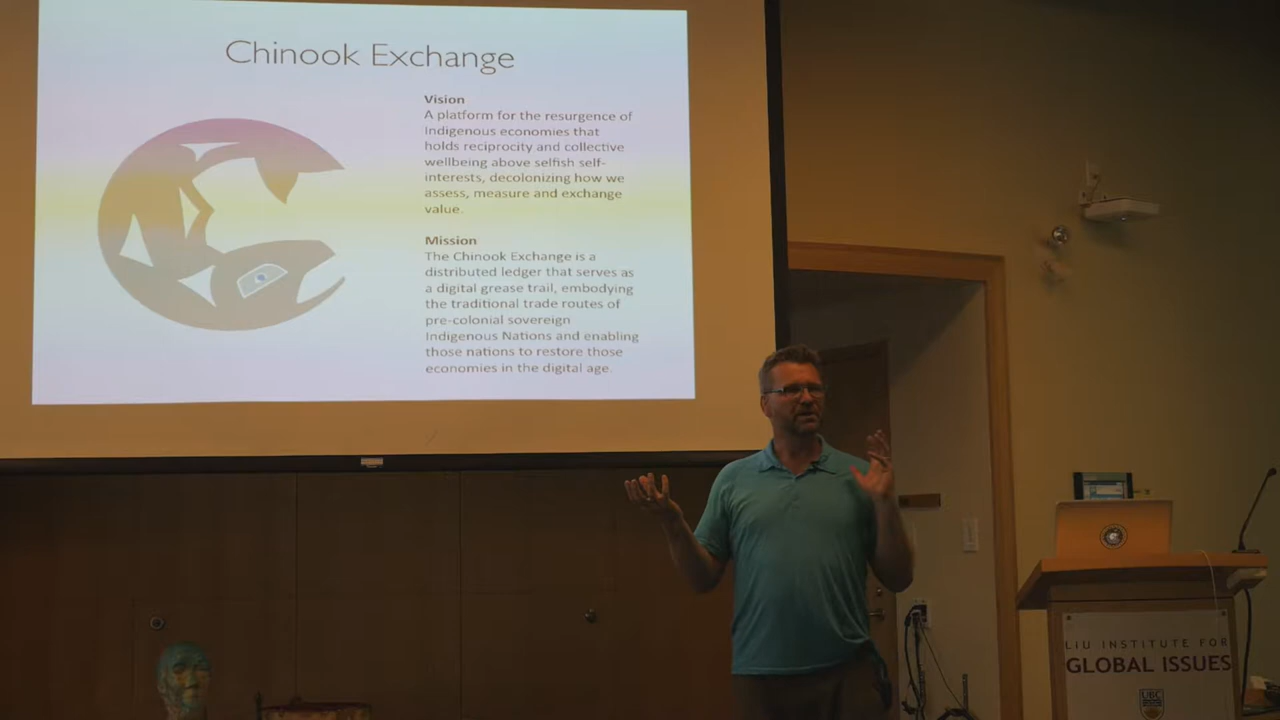 Chinook Exchange
Vision
A platform for the resurgence of
Indigenous economies that
holds reciprocity and collective
wellbeing above selfish self-
interests, decolonizing how we
assess, measure and exchange
value.
Mission
The Chinook Exchange is a
distributed ledger that serves as
a digital grease trail, embodying
the traditional trade routes of
pre-colonial sovereign
Indigenous Nations and enabling
those nations to restore those
economies in the digital age.
LIU INSTITUTE FOR
GLOBAL ISSUES
UBC